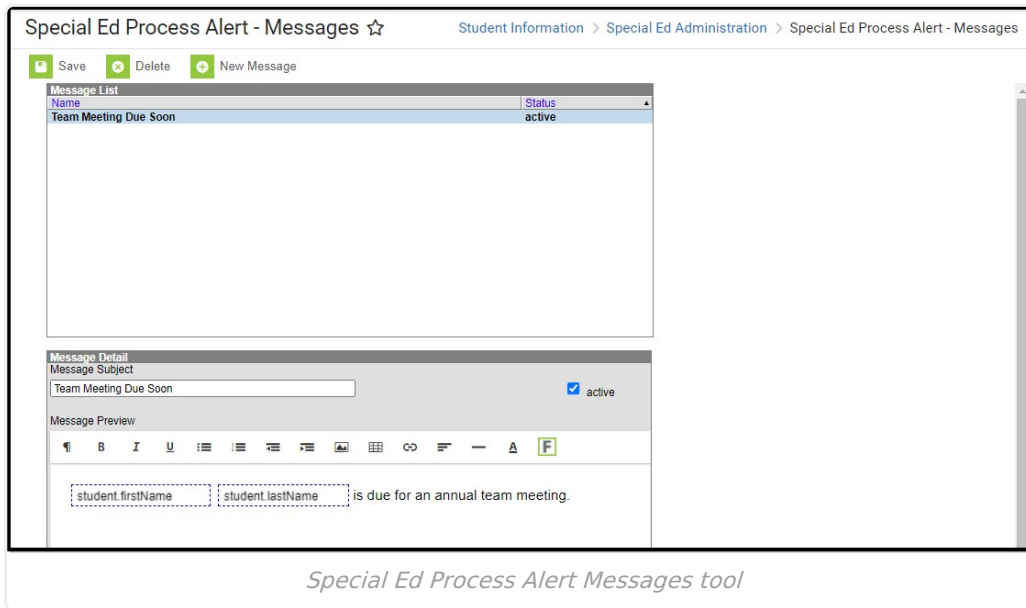 Special Ed Process Alert - Messages
Student Information > Special Ed Administration > Special Ed Process Alert - Messages
Save Delete New Message
Message List
Name Status
Team Meeting Due Soon active
Message Detail
Message Subject
Team Meeting Due Soon active
Message Preview
¶ B I U A F
student.firstName student.lastName is due for an annual team meeting.
Special Ed Process Alert Messages tool